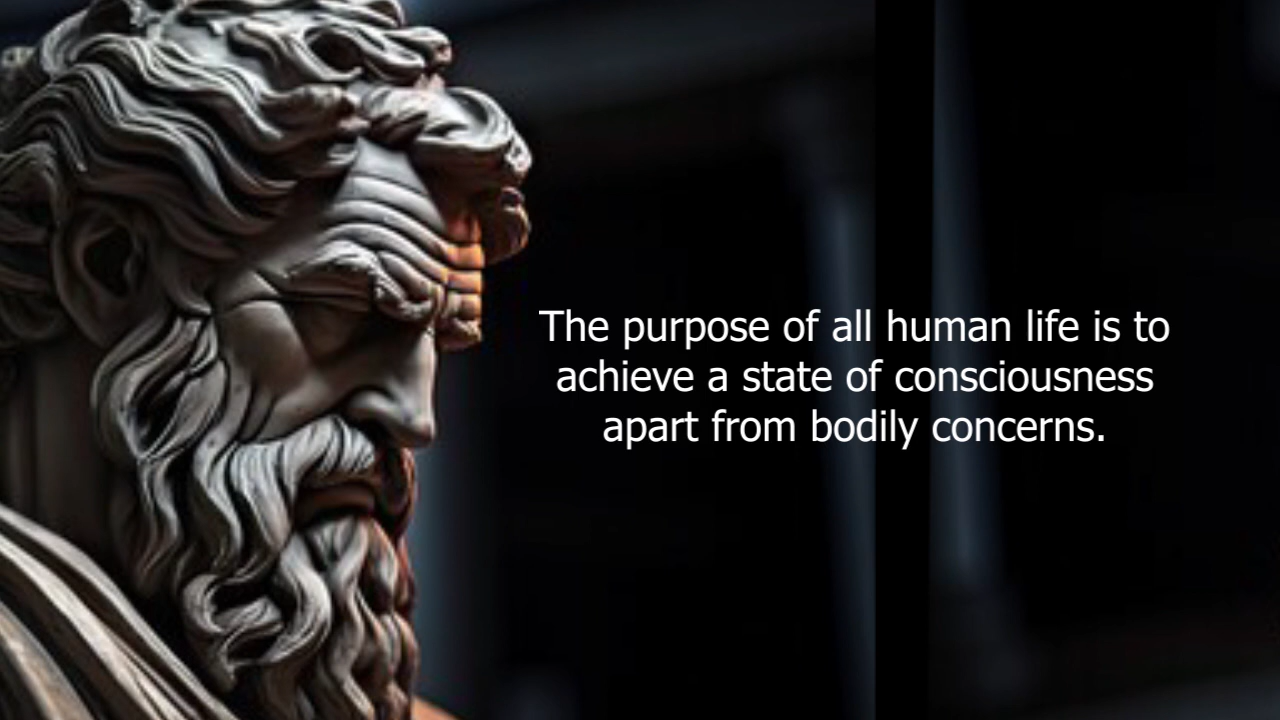 The purpose of all human life is to
achieve a state of consciousness
apart from bodily concerns.